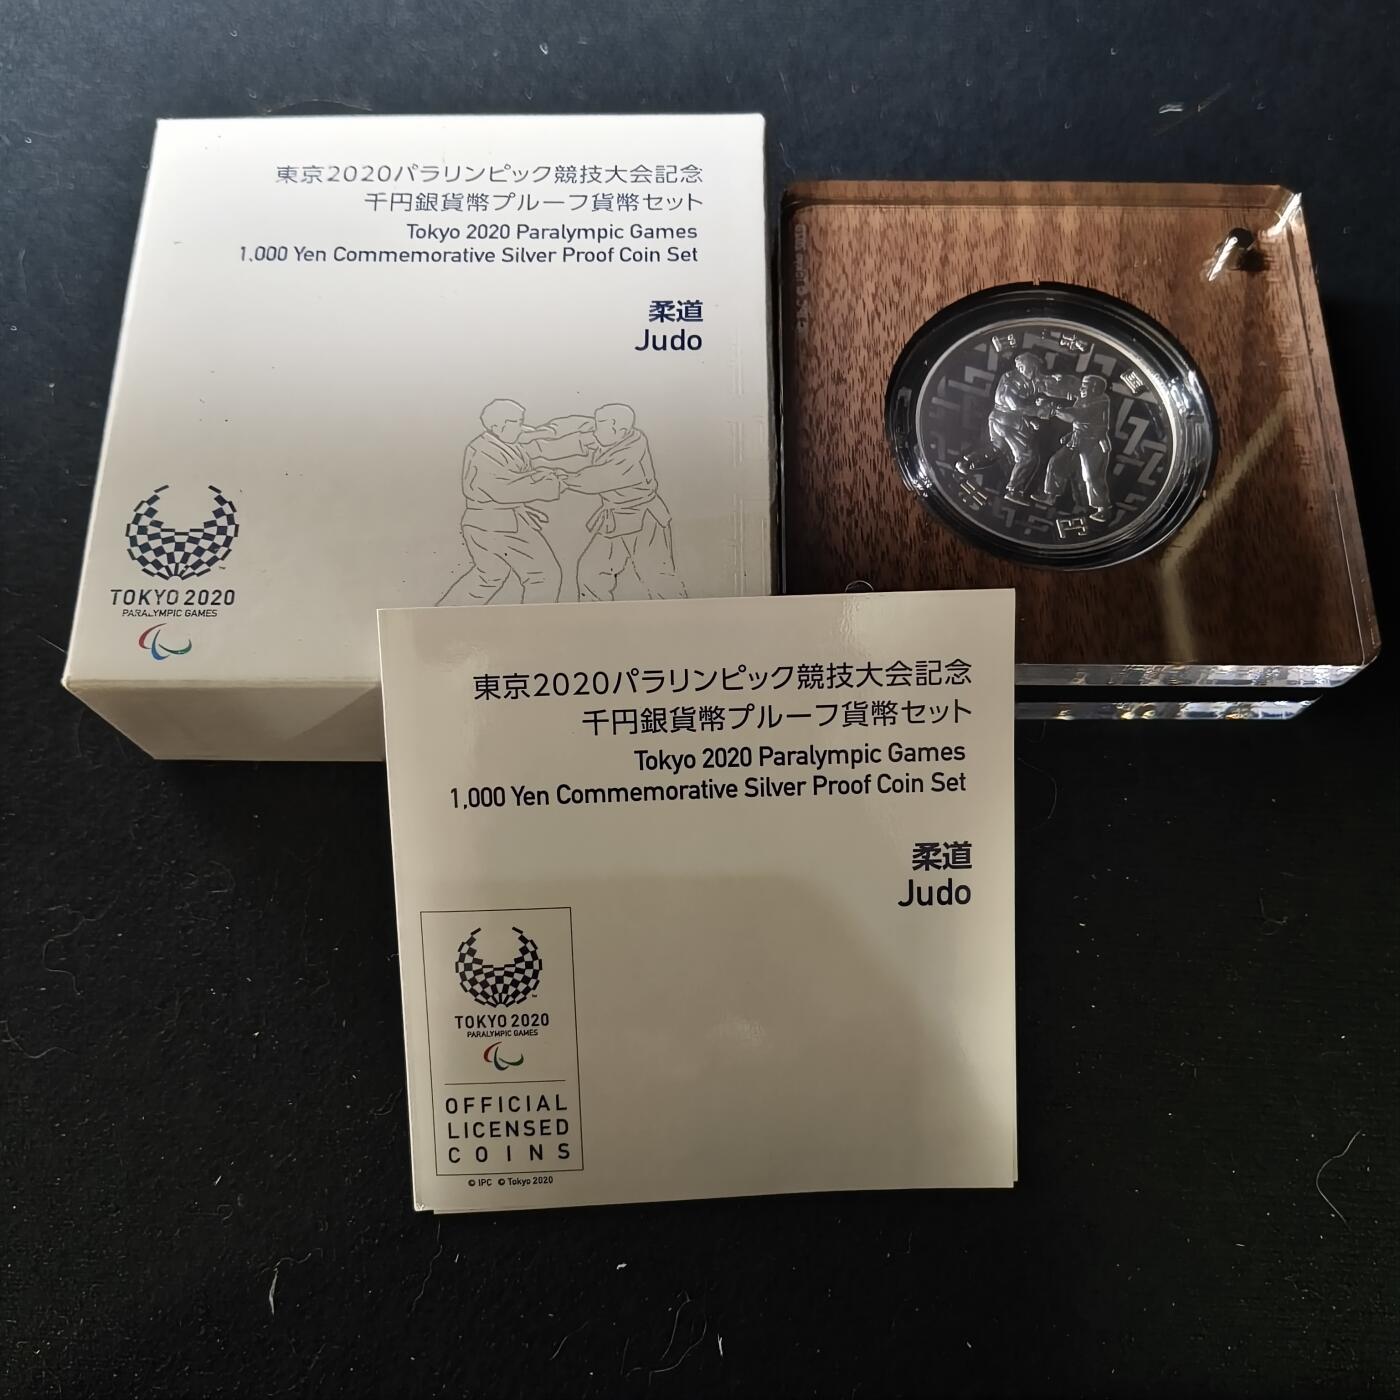 東京2020パラリンピック競技大会記念
千円銀貨幣プルーフ貨幣セット
Tokyo 2020 Paralympic Games
1,000 Yen Commemorative Silver Proof Coin Set
柔道
Judo
TOKYO 2020
PARALYMPIC GAMES
日本国
千円
東京2020パラリンピック競技大会記念
千円銀貨幣プルーフ貨幣セット
Tokyo 2020 Paralympic Games
1,000 Yen Commemorative Silver Proof Coin Set
柔道
Judo
TOKYO 2020
PARALYMPIC GAMES
OFFICIAL
LICENSED
COINS
© IPC © Tokyo 2020